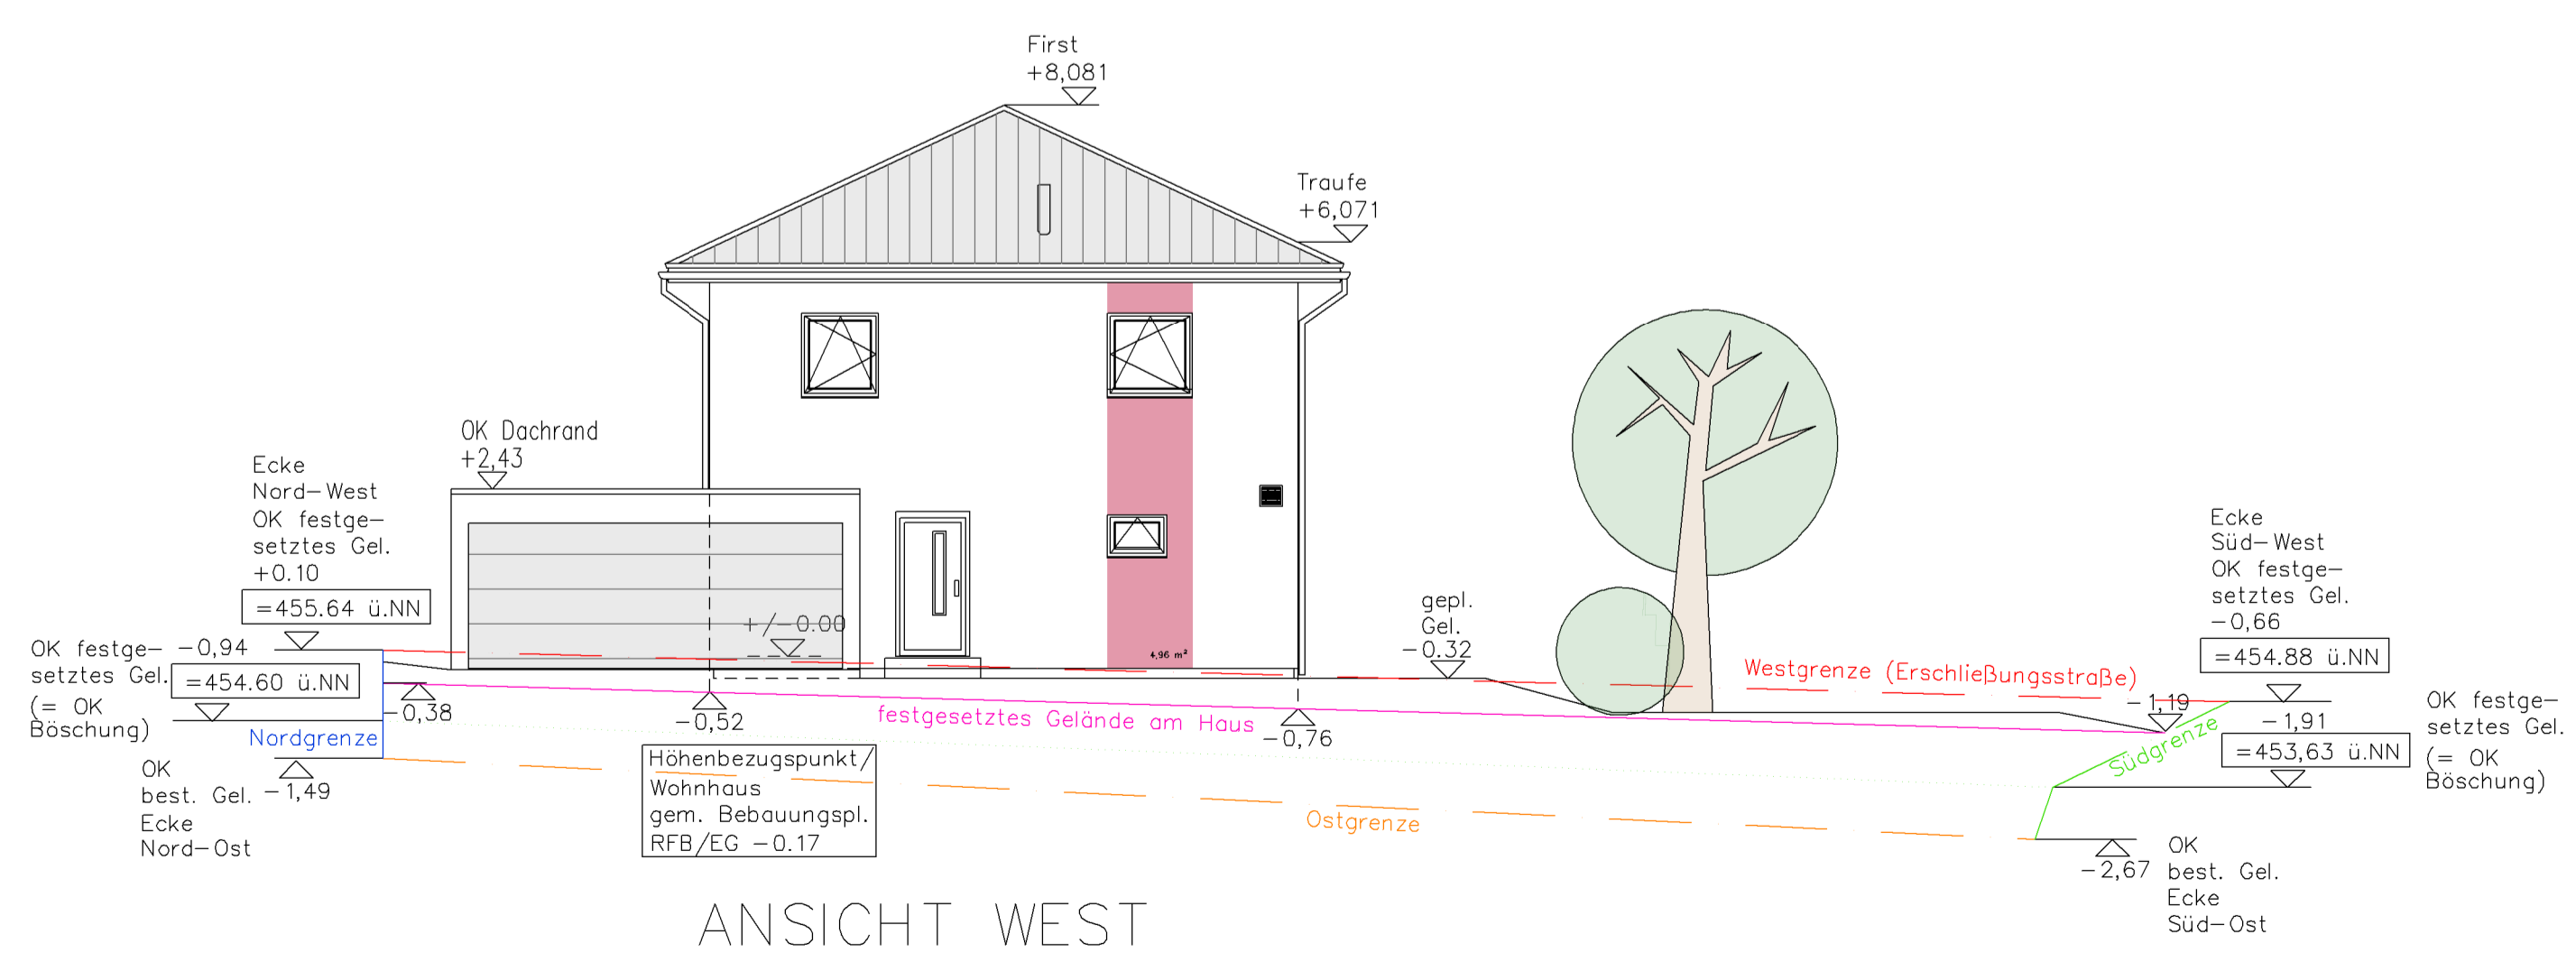 First
+8,081
Traufe
+6,071
OK Dachrand
+2,43
Ecke
Nord-West
OK festge-
setztes Gel.
+0.10
=455.64 ü.NN
OK festge-
setztes Gel.
(= OK
Böschung)
-0,94
=454.60 ü.NN
-0,38
Nordgrenze
OK
best. Gel.
Ecke
Nord-Ost
-1,49
+/-0.00
4,96 m²
-0,52
festgesetztes Gelände am Haus
-0,76
Höhenbezugspunkt/
Wohnhaus
gem. Bebauungspl.
RFB/EG -0.17
gepl.
Gel.
-0.32
Westgrenze (Erschließungsstraße)
Ostgrenze
Ecke
Süd-West
OK festge-
setztes Gel.
-0,66
=454.88 ü.NN
-1,19
Südgrenze
-1,91
=453,63 ü.NN
OK festge-
setztes Gel.
(= OK
Böschung)
-2,67
OK
best. Gel.
Ecke
Süd-Ost
ANSICHT WEST